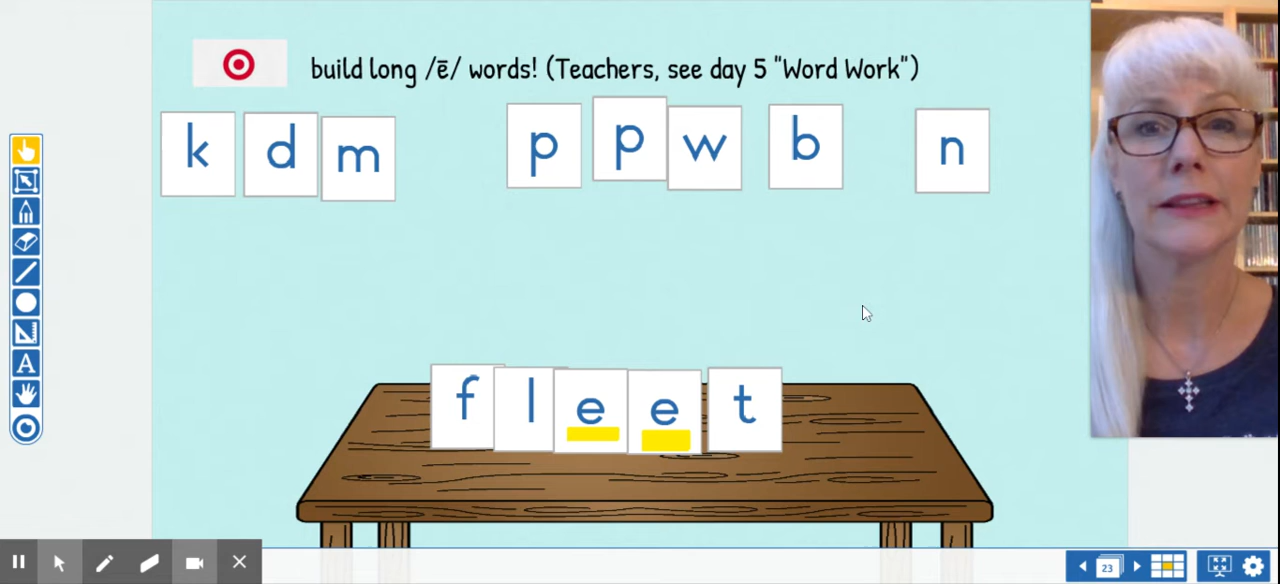 build long /ē/ words! (Teachers, see day 5 "Word Work")
k d m p p w b n
f l e e t
A
23